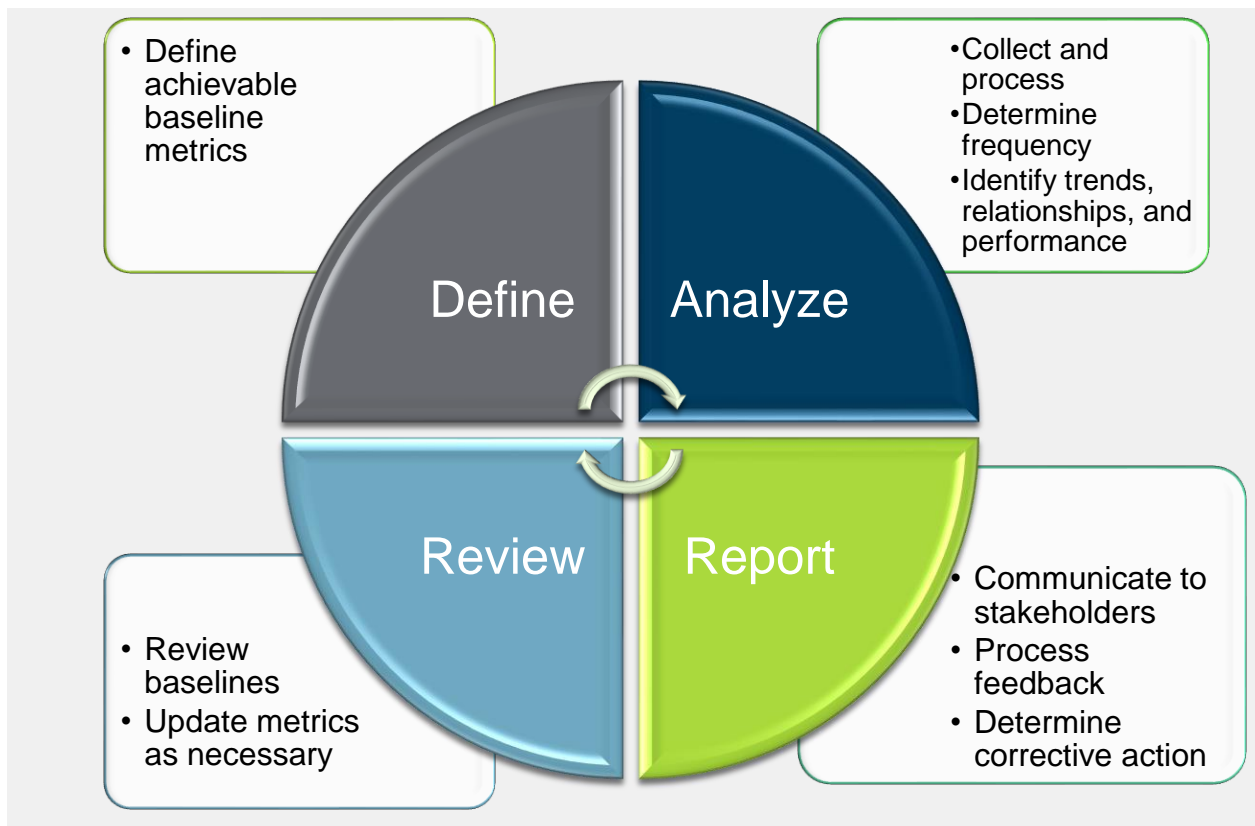 • Define
achievable
baseline
metrics
•Collect and
process
•Determine
frequency
•Identify trends,
relationships, and
performance
Define
Analyze
Review
Report
• Review
baselines
• Update metrics
as necessary
• Communicate to
stakeholders
• Process
feedback
• Determine
corrective action